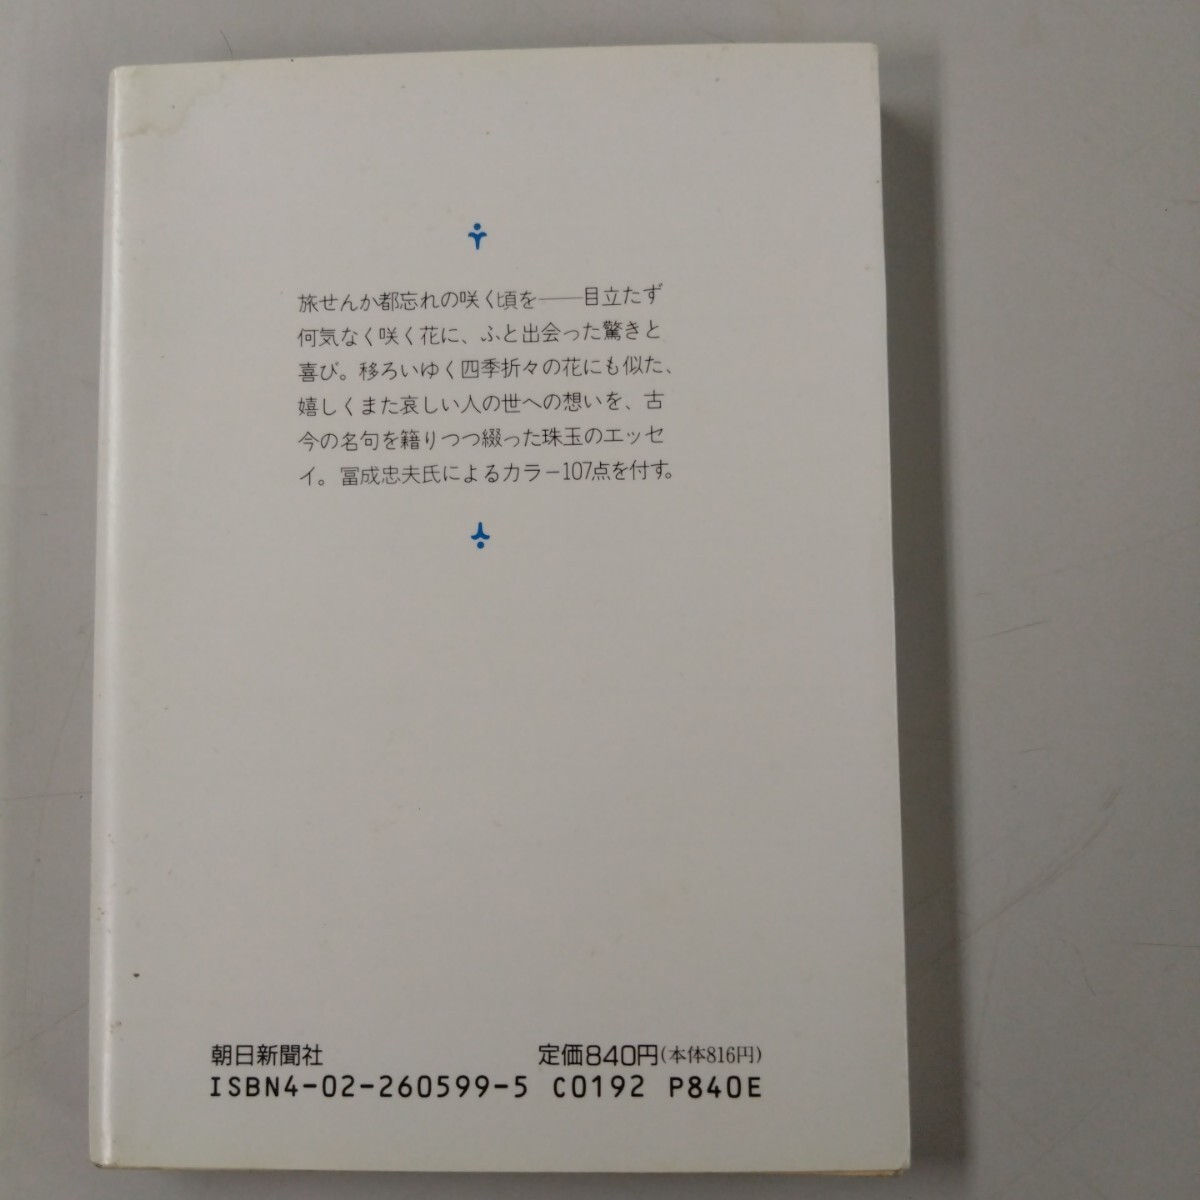 旅せんか都忘れの咲く頃を——目立たず
何気なく咲く花に、ふと出会った驚きと
喜び。移ろいゆく四季折々の花にも似た、
嬉しくまた哀しい人の世への想いを、古
今の名句を籍りつつ綴った珠玉のエッセ
イ。冨成忠夫氏によるカラー107点を付す。
朝日新聞社 定価840円(本体816円)
ISBN4-02-260599-5 C0192 P840E